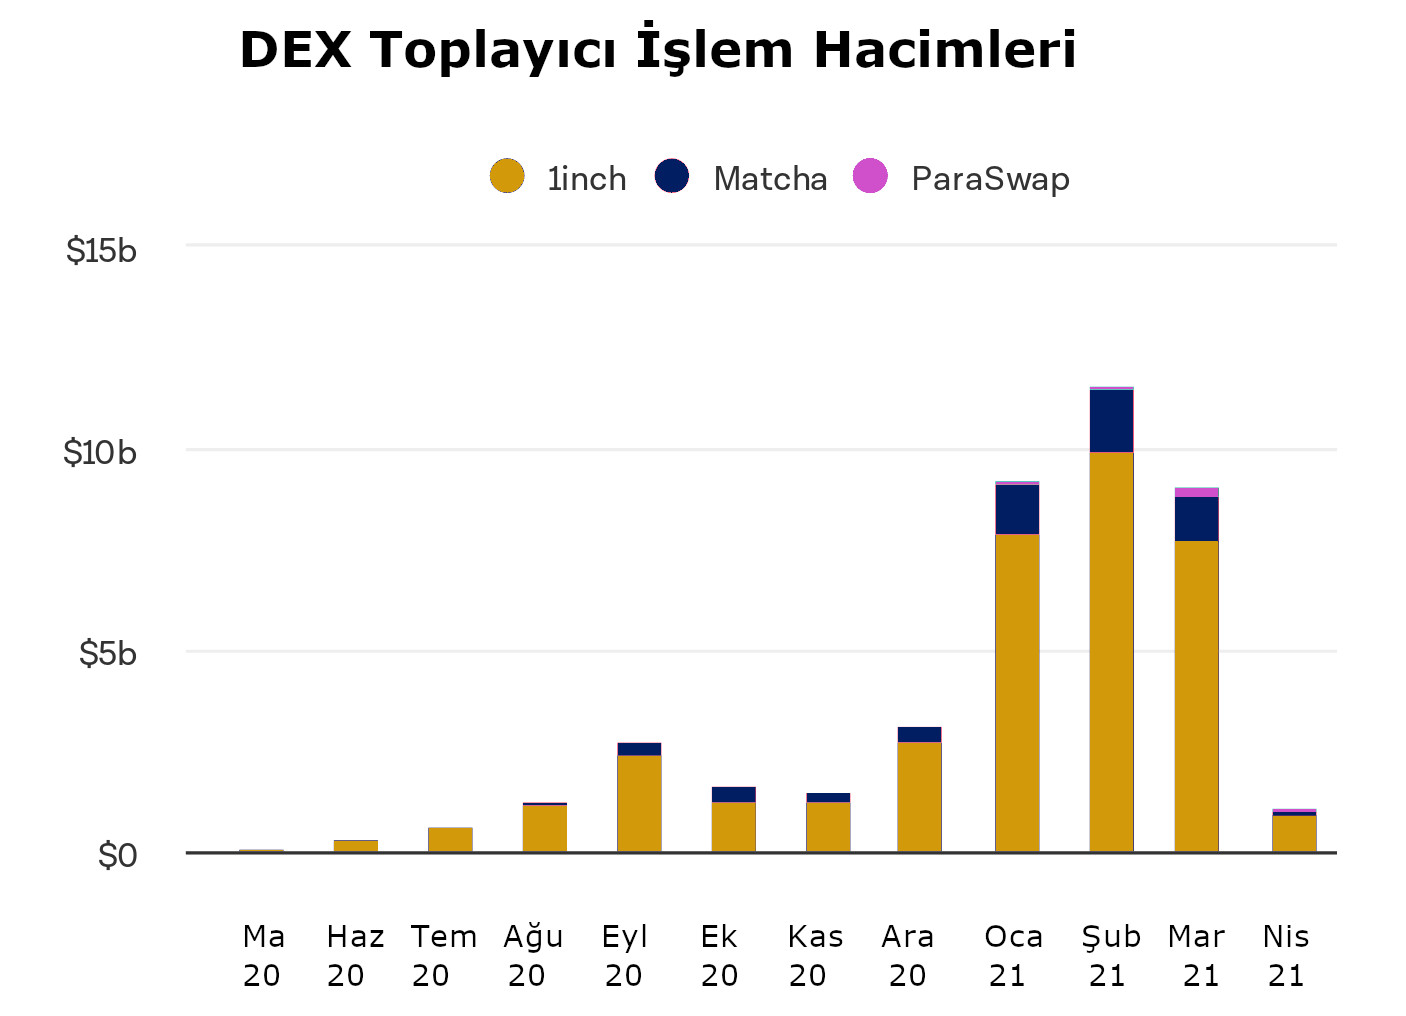 DEX Toplayıcı İşlem Hacimleri
1inch Matcha ParaSwap
$15b
$10b
$5b
$0
Ma Haz Tem Ağu Eyl Ek Kas Ara Oca Şub Mar Nis
20 20 20 20 20 20 20 20 21 21 21 21